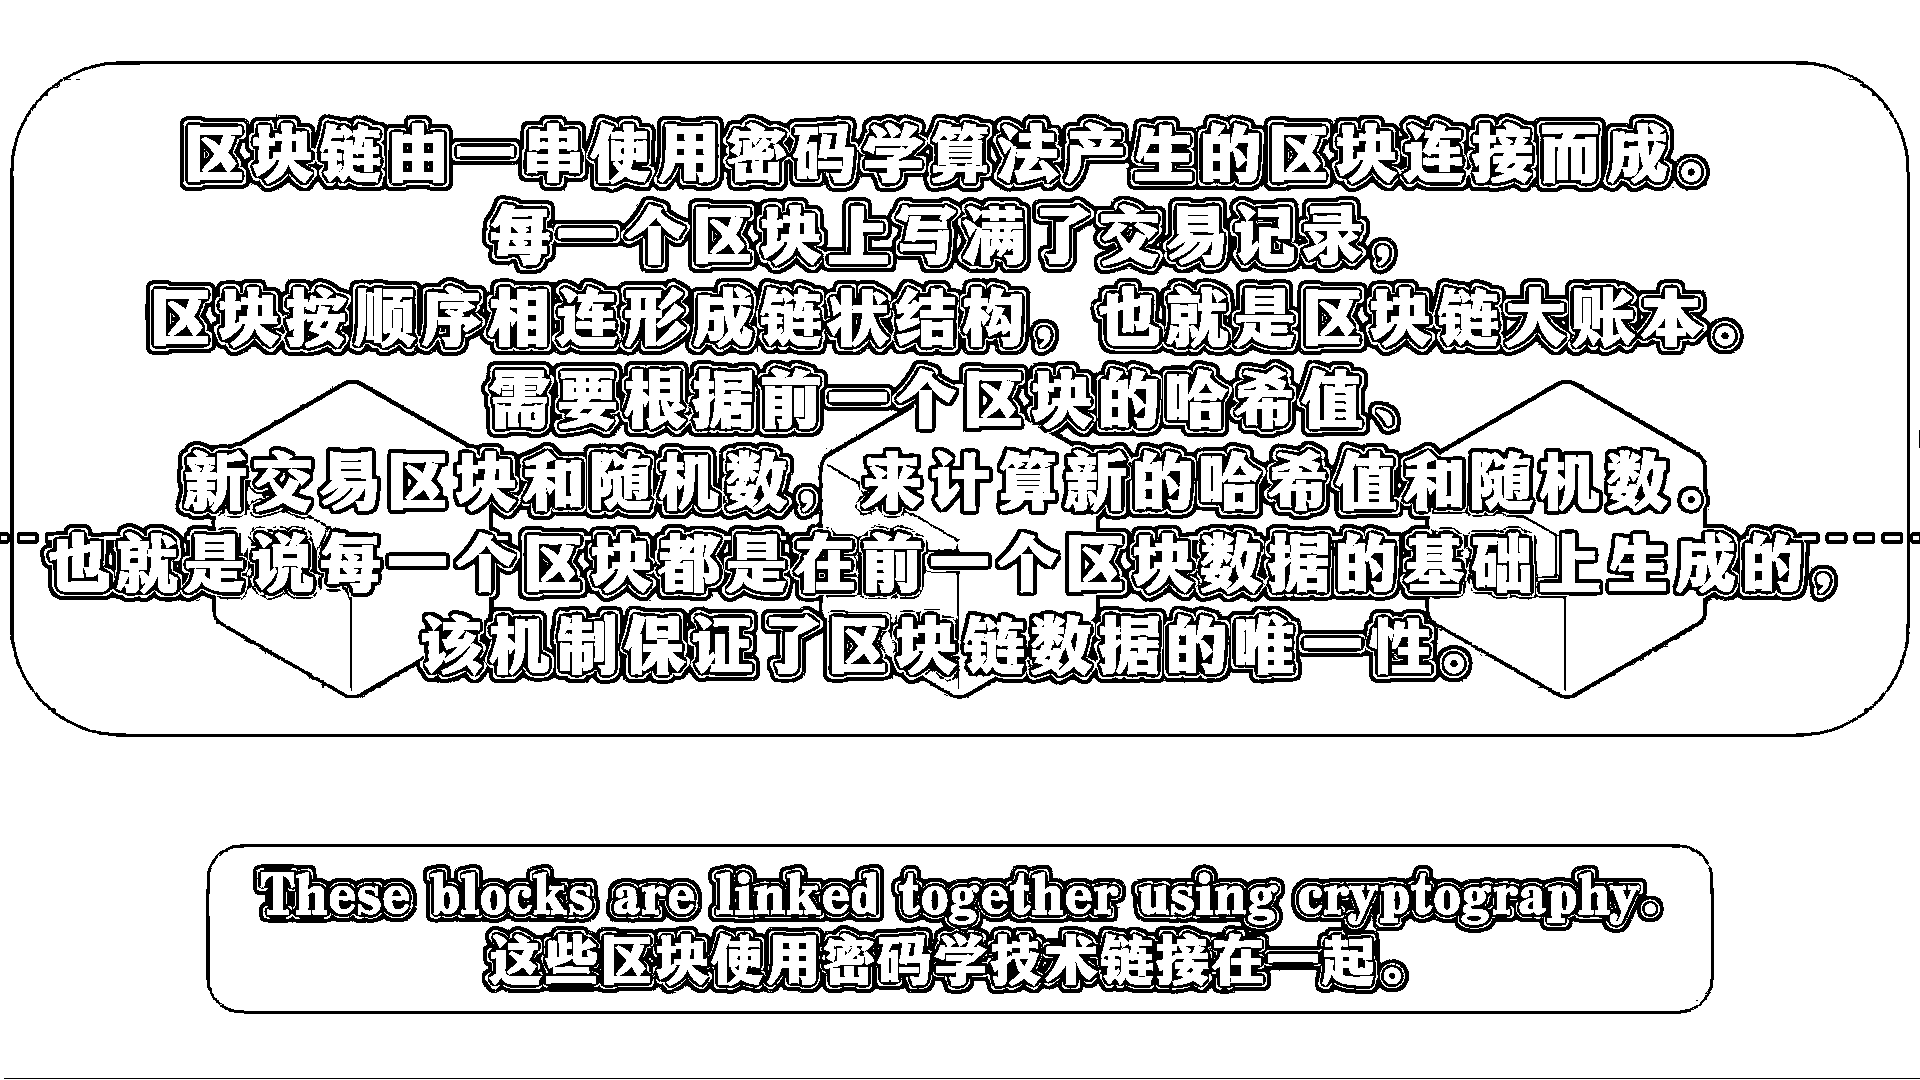 区块链由一串使用密码学算法产生的区块连接而成。
每一个区块上写满了交易记录，
区块按顺序相连形成链状结构，也就是区块链大账本。
需要根据前一个区块的哈希值、
新交易区块和随机数，来计算新的哈希值和随机数。
也就是说每一个区块都是在前一个区块数据的基础上生成的，
该机制保证了区块链数据的唯一性。
These blocks are linked together using cryptography。
这些区块使用密码学技术链接在一起。